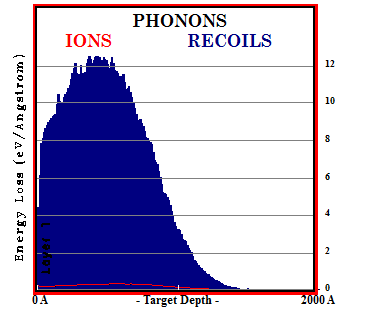 PHONONS
IONS RECOILS
Energy Loss (eV/Angstrom)
12
10
8
6
4
2
0
Layer 1
0 A - Target Depth - 2000 A